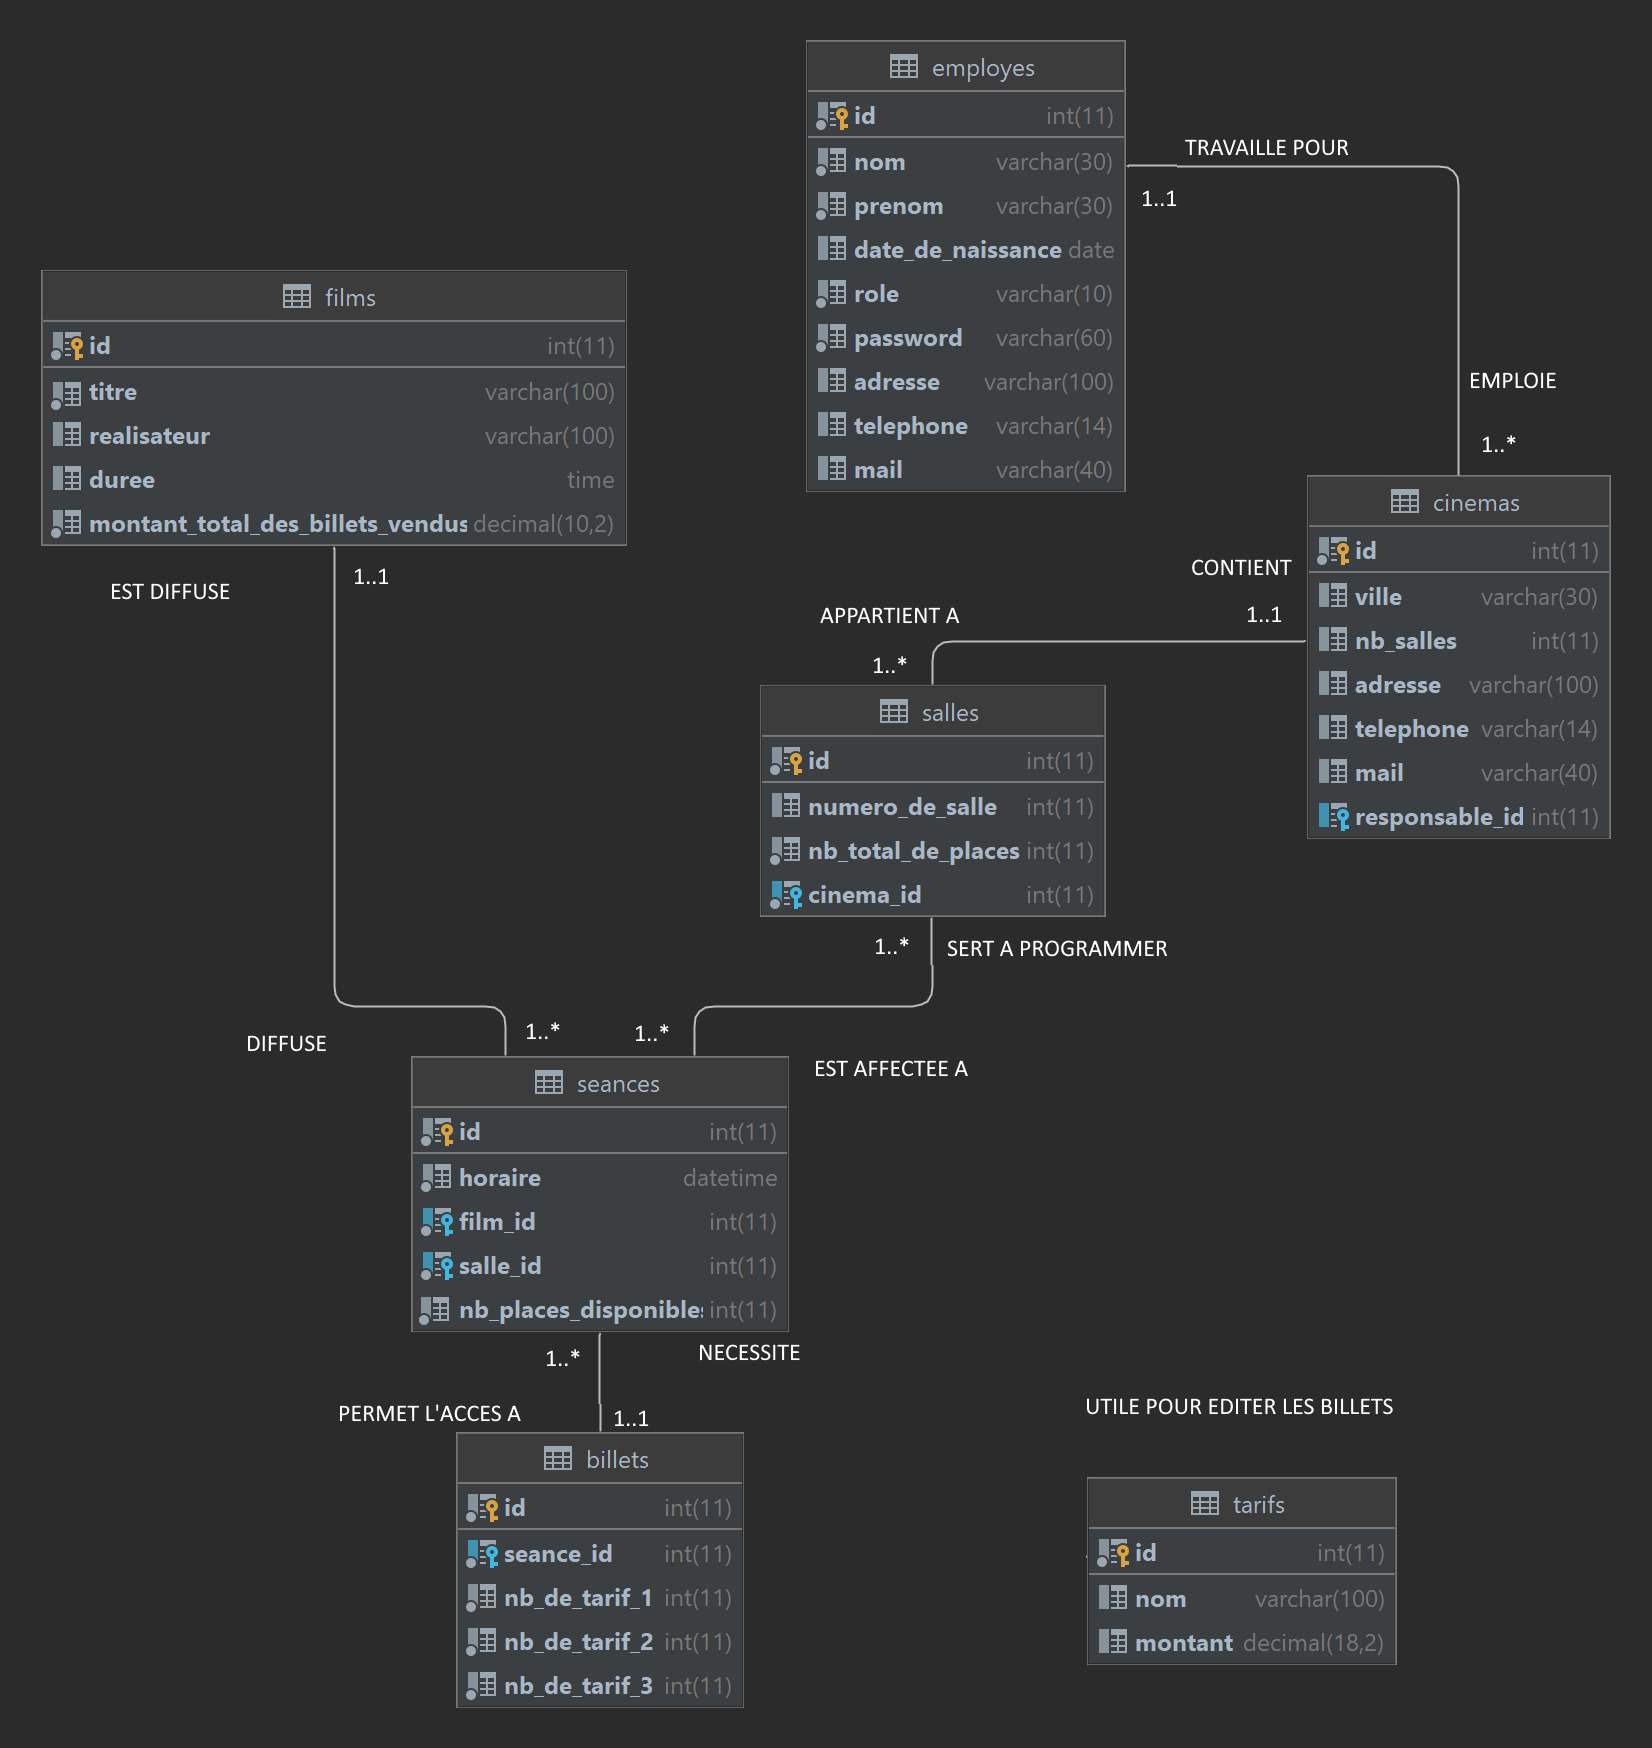 employes
id int(11)
nom varchar(30)
prenom varchar(30)
date_de_naissance date
role varchar(10)
password varchar(60)
adresse varchar(100)
telephone varchar(14)
mail varchar(40)
TRAVAILLE POUR
1..1
EMPLOIE
1..*
films
id int(11)
titre varchar(100)
realisateur varchar(100)
duree time
montant_total_des_billets_vendus decimal(10,2)
EST DIFFUSE
1..1
cinemas
id int(11)
ville varchar(30)
nb_salles int(11)
adresse varchar(100)
telephone varchar(14)
mail varchar(40)
responsable_id int(11)
CONTIENT
1..1
APPARTIENT A
1..*
salles
id int(11)
numero_de_salle int(11)
nb_total_de_places int(11)
cinema_id int(11)
1..*
SERT A PROGRAMMER
DIFFUSE
1..*
1..*
EST AFFECTEE A
seances
id int(11)
horaire datetime
film_id int(11)
salle_id int(11)
nb_places_disponibles int(11)
1..*
NECESSITE
PERMET L'ACCES A
1..1
billets
id int(11)
seance_id int(11)
nb_de_tarif_1 int(11)
nb_de_tarif_2 int(11)
nb_de_tarif_3 int(11)
UTILE POUR EDITER LES BILLETS
tarifs
id int(11)
nom varchar(100)
montant decimal(18,2)